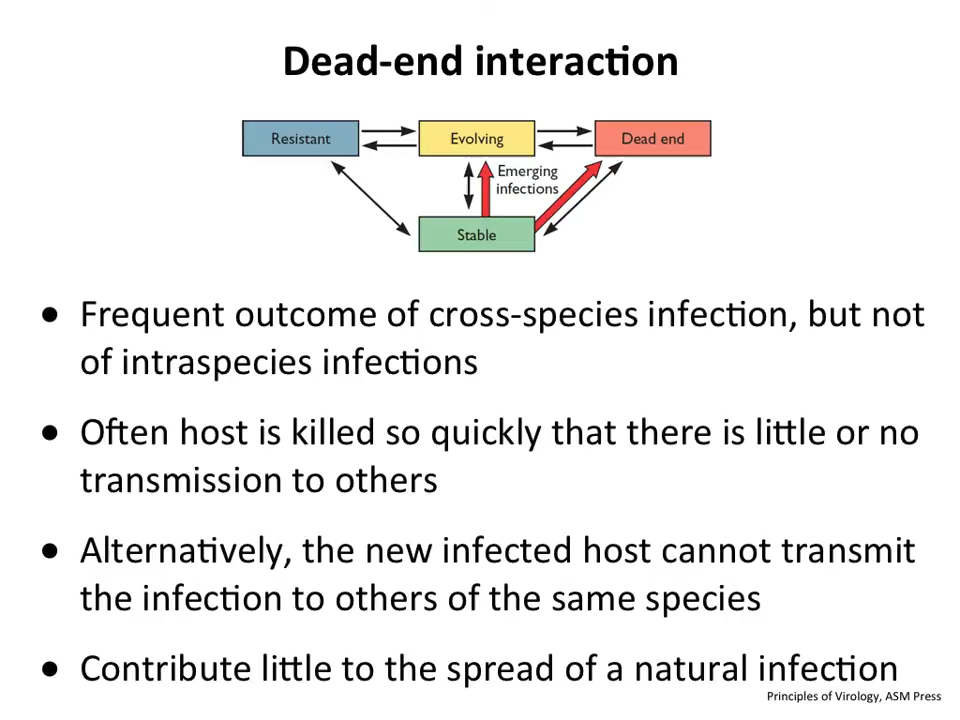 Dead-end interaction
Resistant
Evolving
Dead end
Emerging
infections
Stable
• Frequent outcome of cross-species infection, but not
of intraspecies infections
• Often host is killed so quickly that there is little or no
transmission to others
• Alternatively, the new infected host cannot transmit
the infection to others of the same species
• Contribute little to the spread of a natural infection
Principles of Virology, ASM Press